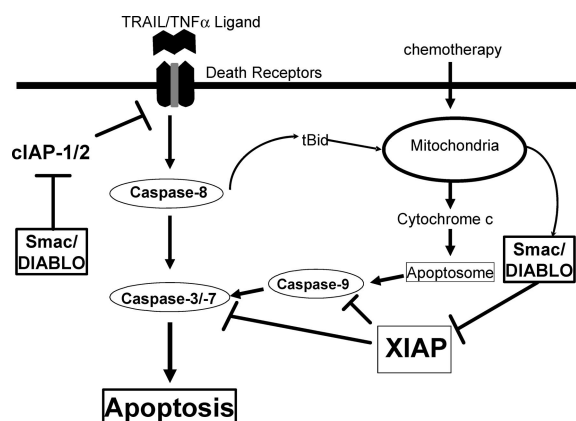 TRAIL/TNFα Ligand
Death Receptors
chemotherapy
cIAP-1/2
tBid
Mitochondria
Caspase-8
Cytochrome c
Smac/
DIABLO
Smac/
DIABLO
Apoptosome
Caspase-9
Caspase-3/-7
XIAP
Apoptosis